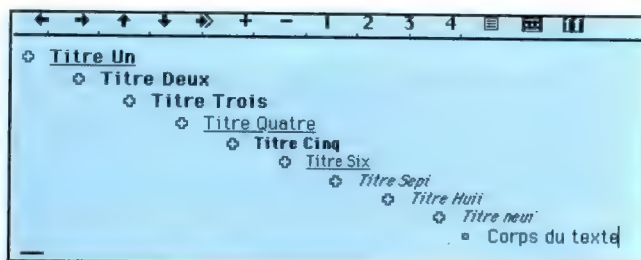 1 2 3 4
Titre Un
Titre Deux
Titre Trois
Titre Quatre
Titre Cinq
Titre Six
Titre Sept
Titre Huit
Titre neuf
Corps du texte